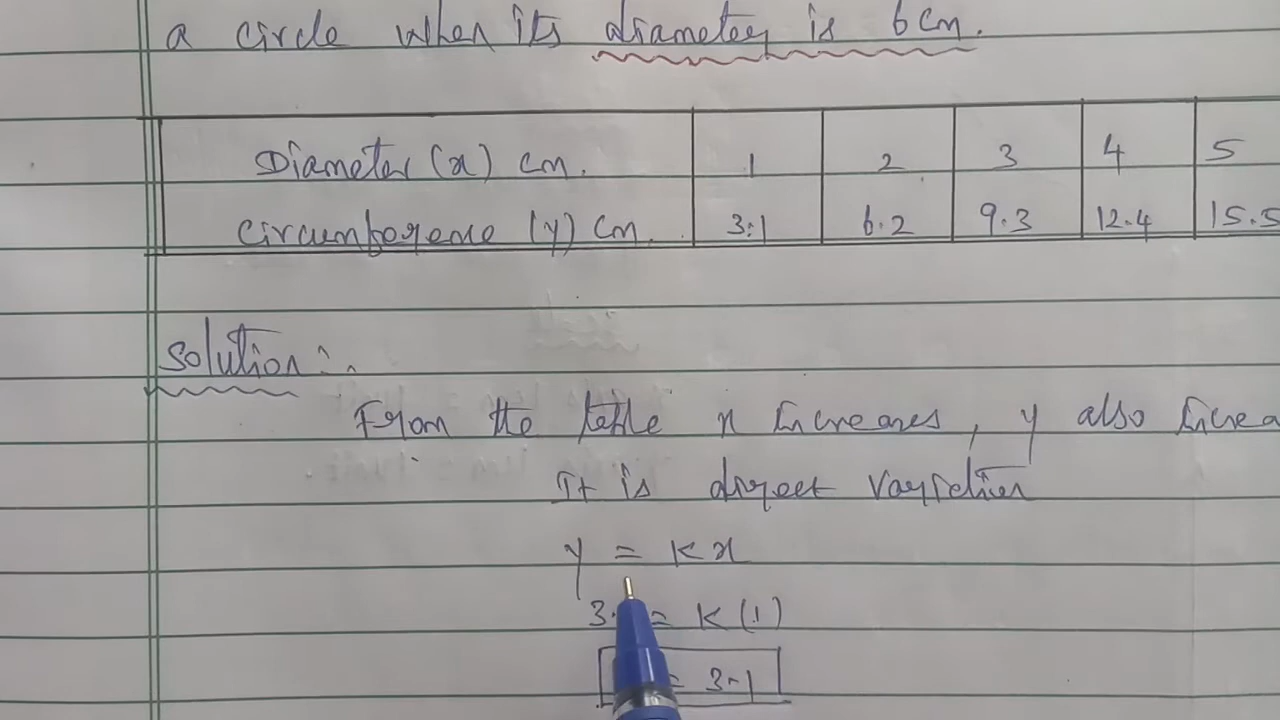 a circle when its diameter is 6cm.
Diameter (x) cm. 1 2 3 4 5
Circumference (y) cm. 3.1 6.2 9.3 12.4 15.5
Solution:-
From the table x increases, y also increa
It is direct variation
y = kx
= k(1)
= 3.1